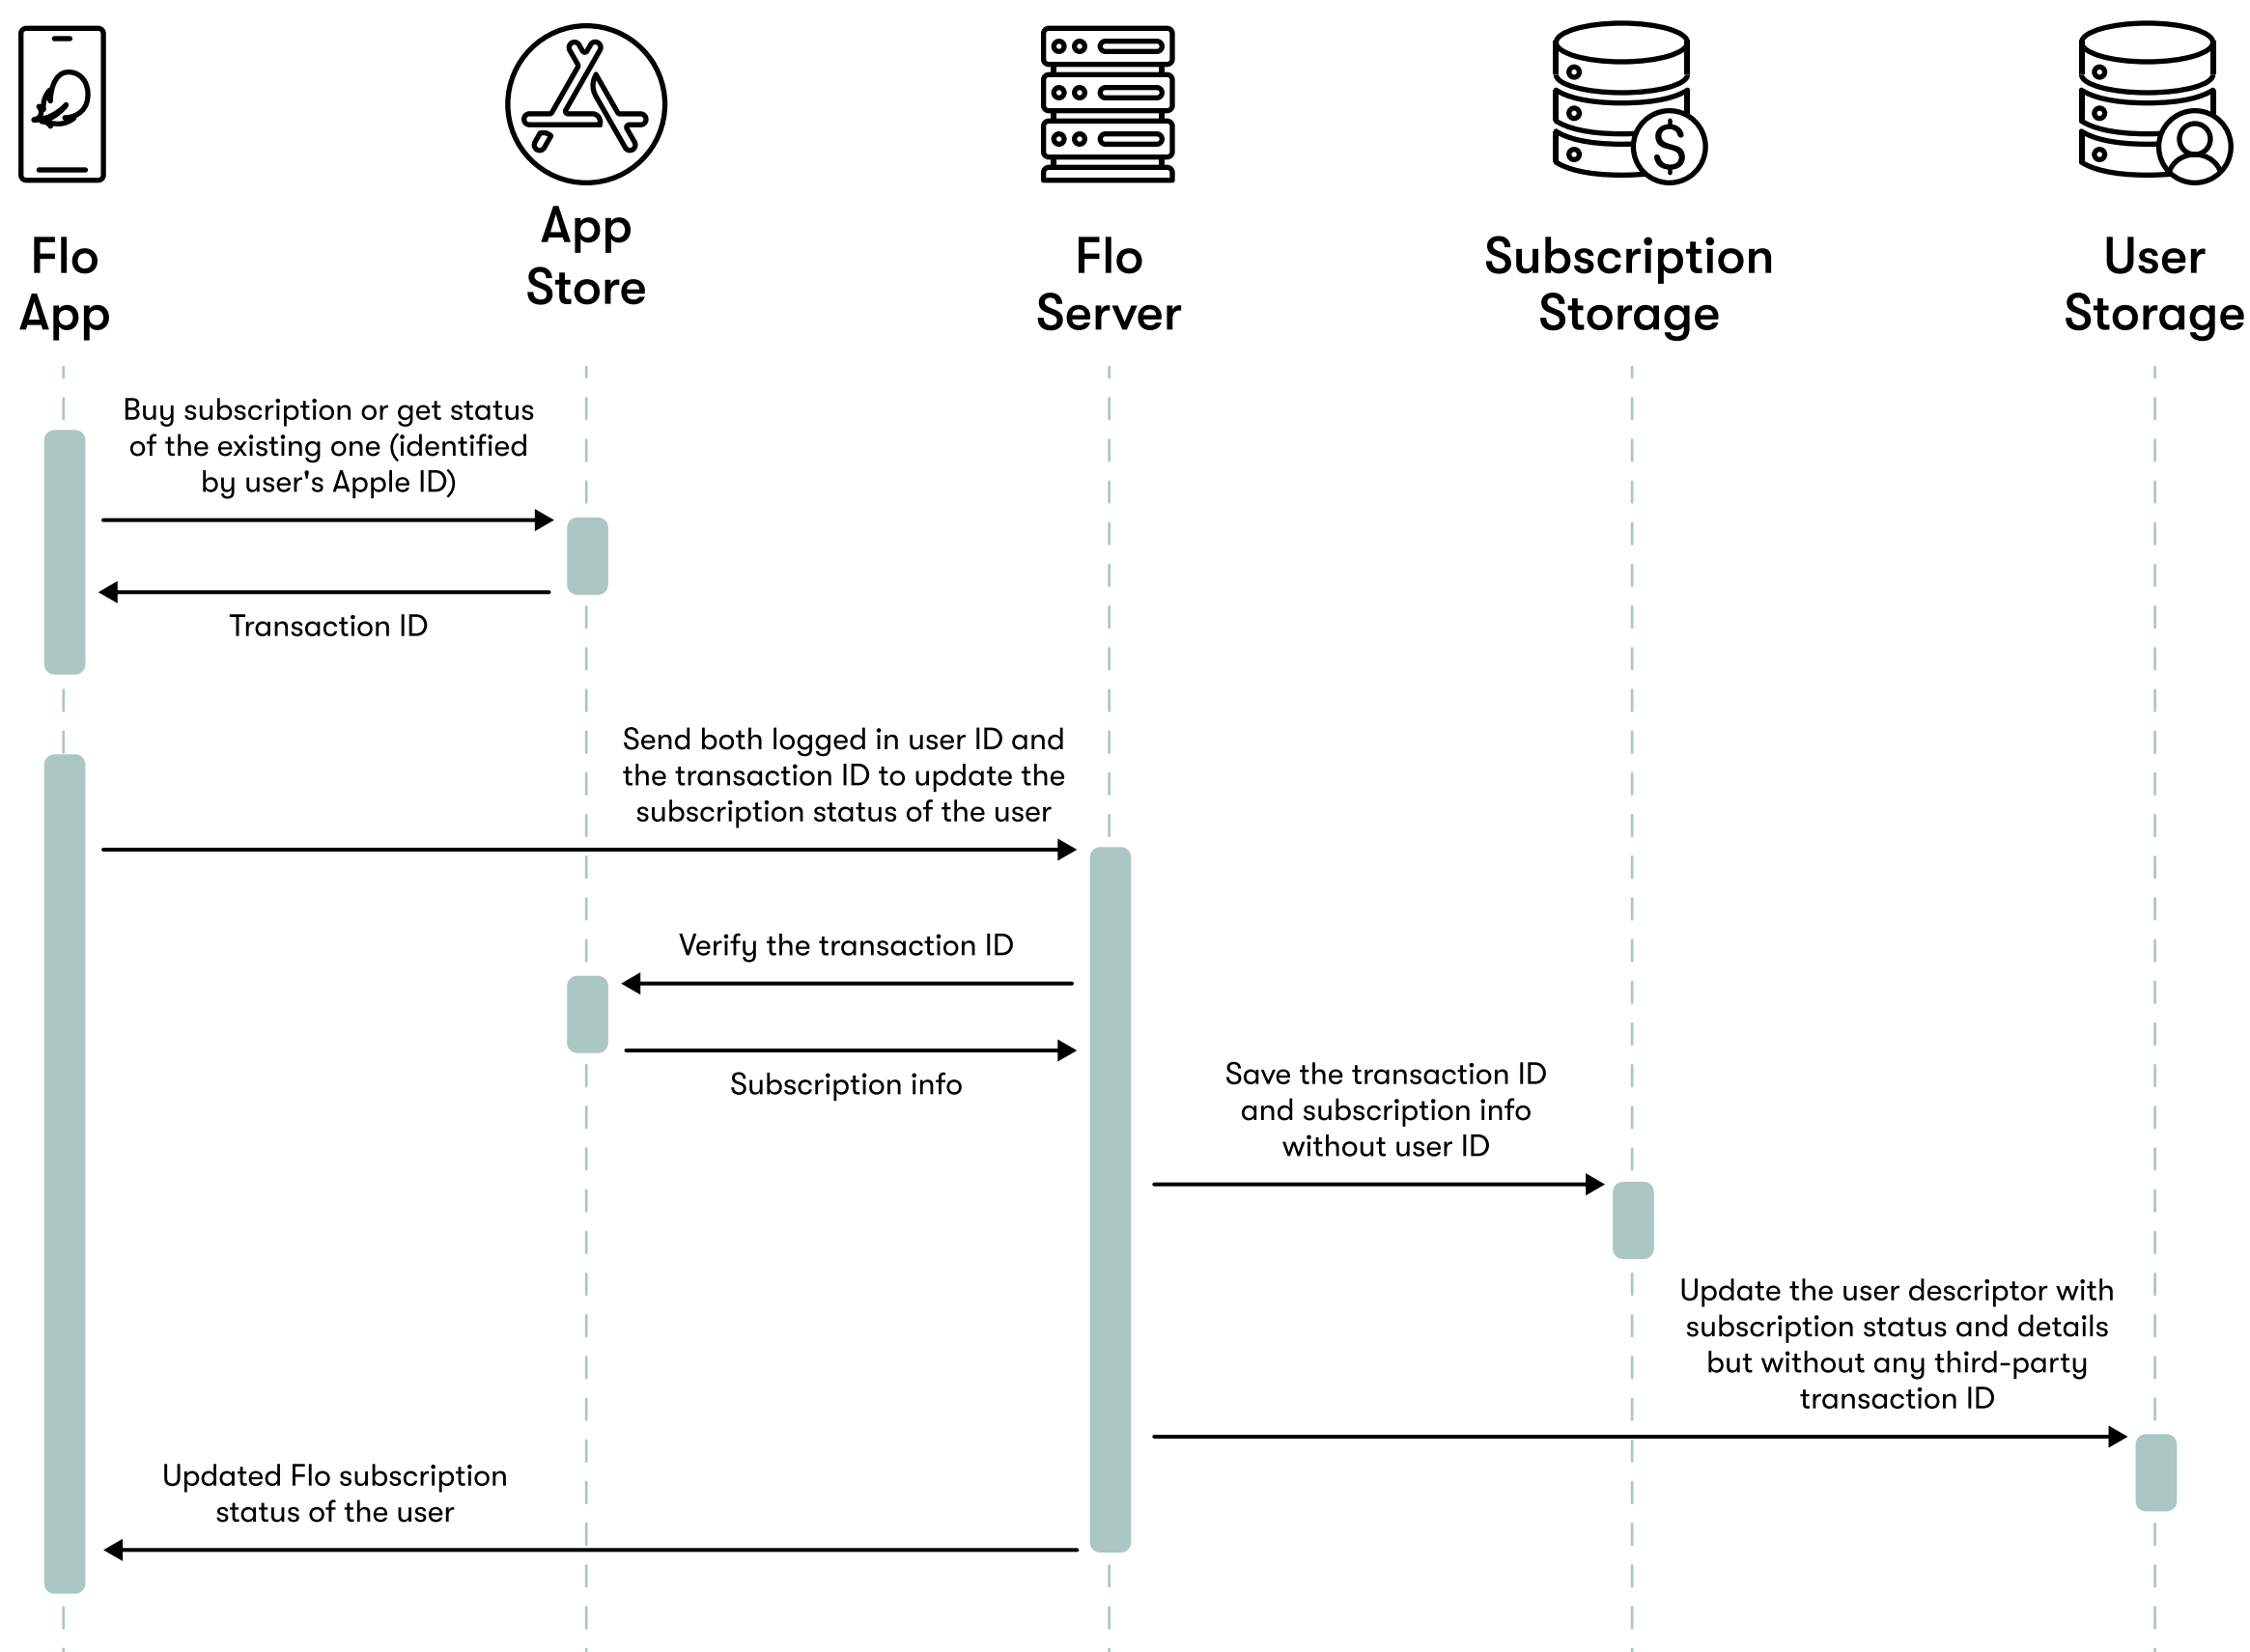 Flo
App
App
Store
Flo
Server
Subscription
Storage
User
Storage
Buy subscription or get status
of the existing one (identified
by user's Apple ID)
Transaction ID
Send both logged in user ID and
the transaction ID to update the
subscription status of the user
Verify the transaction ID
Subscription info
Save the transaction ID
and subscription info
without user ID
Update the user descriptor with
subscription status and details
but without any third-party
transaction ID
Updated Flo subscription
status of the user